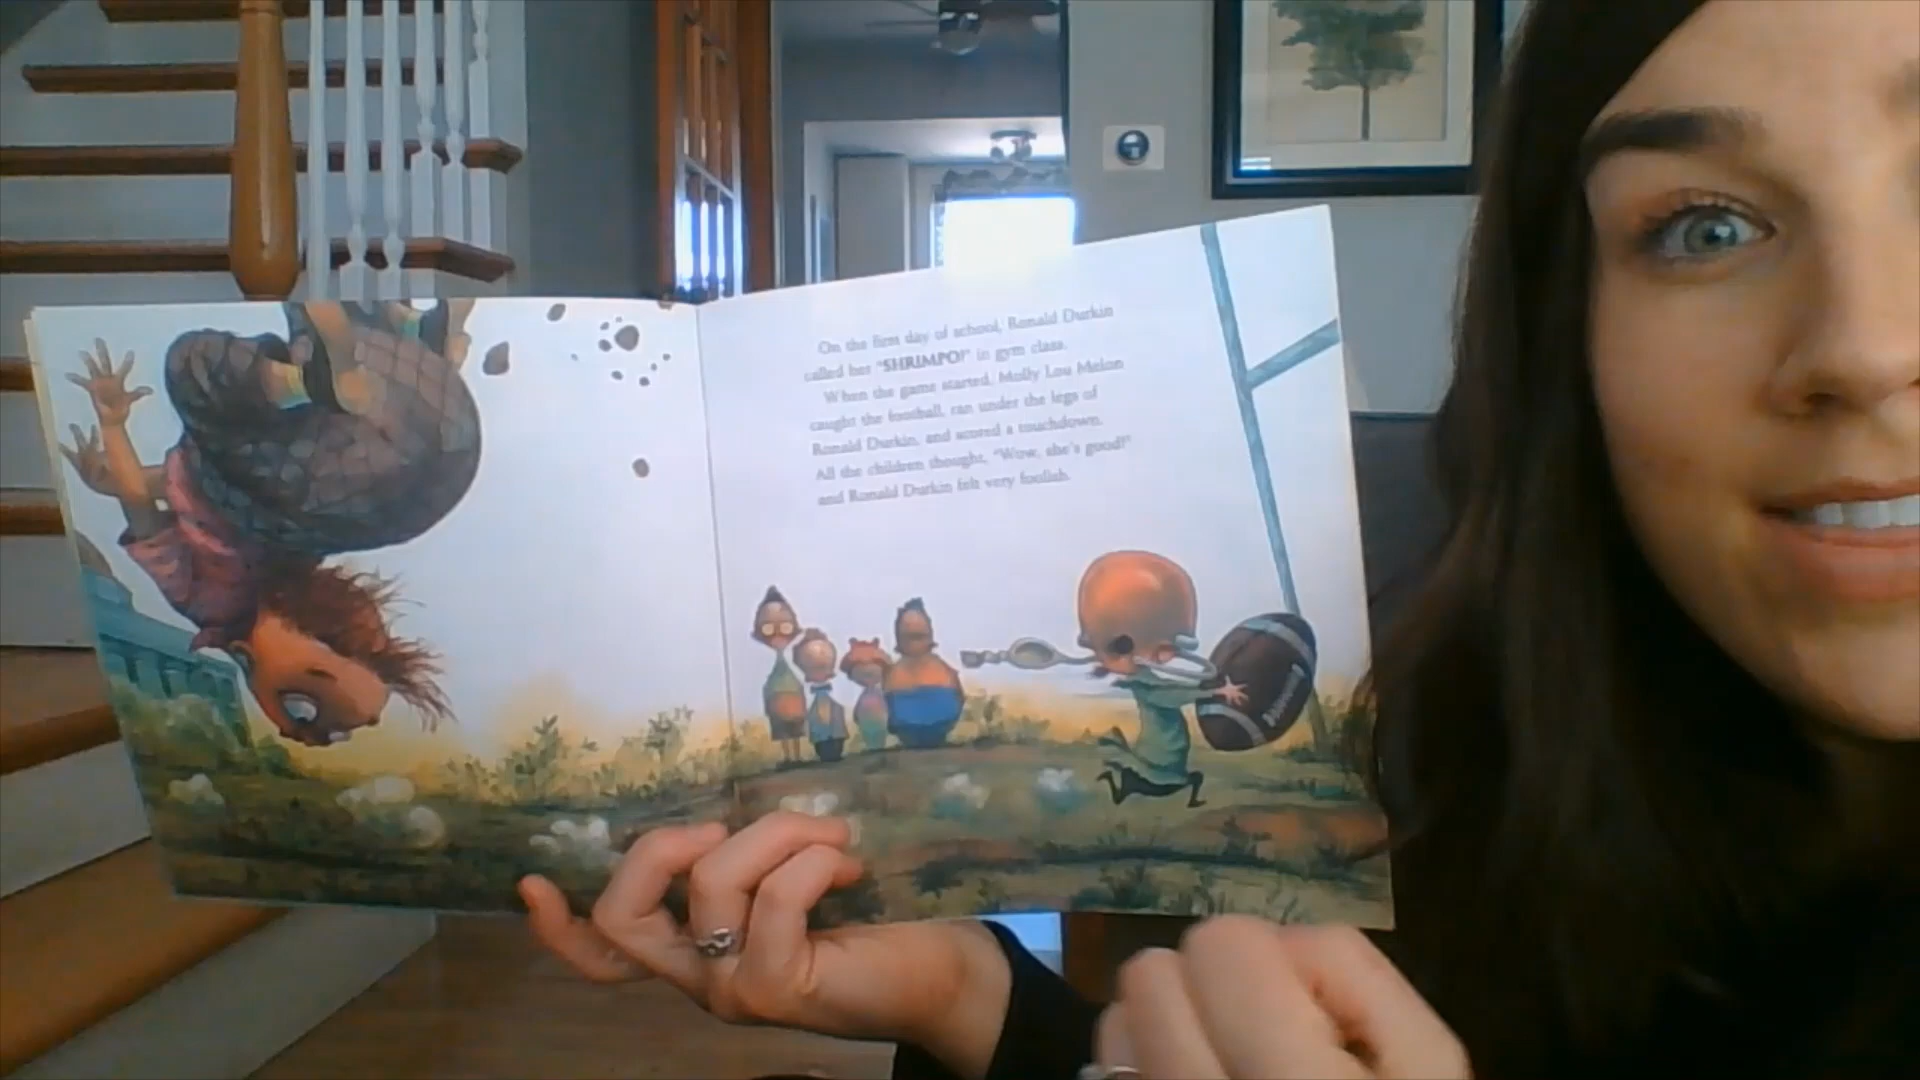 On the first day of school, Ronald Durkin
called her "SHRIMPO!" in gym class.
When the game started, Molly Lou Melon
caught the football, ran under the legs of
Ronald Durkin, and scored a touchdown.
All the children thought, "Wow, she's good!"
and Ronald Durkin felt very foolish.